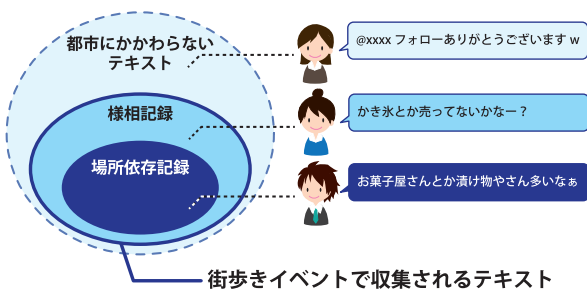 都市にかかわらない
テキスト
様相記録
場所依存記録
@xxxx フォローありがとうございます w
かき氷とか売ってないかなー？
お菓子屋さんとか漬け物やさん多いなぁ
街歩きイベントで収集されるテキスト